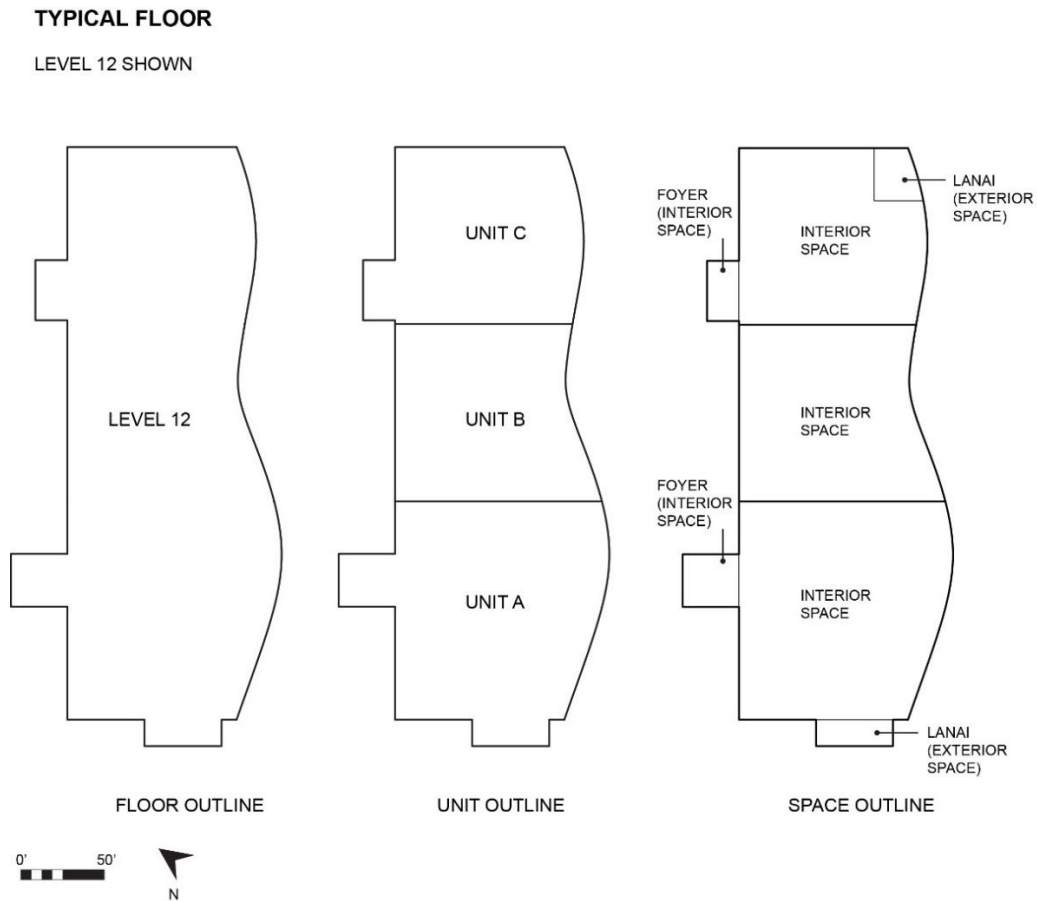 TYPICAL FLOOR
LEVEL 12 SHOWN
LEVEL 12
FLOOR OUTLINE
UNIT C
UNIT B
UNIT A
UNIT OUTLINE
FOYER
(INTERIOR
SPACE)
LANAI
(EXTERIOR
SPACE)
INTERIOR
SPACE
INTERIOR
SPACE
FOYER
(INTERIOR
SPACE)
INTERIOR
SPACE
LANAI
(EXTERIOR
SPACE)
SPACE OUTLINE
0' 50'
N